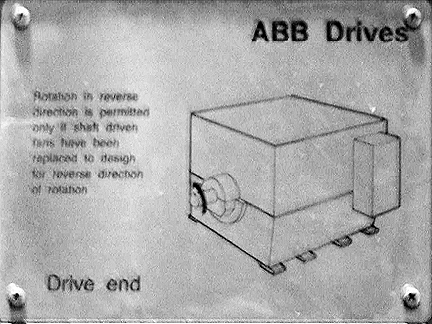 ABB Drives
Rotation in reverse
direction is permitted
only if shaft driven
fans have been
replaced to design
for reverse direction
of rotation
Drive end